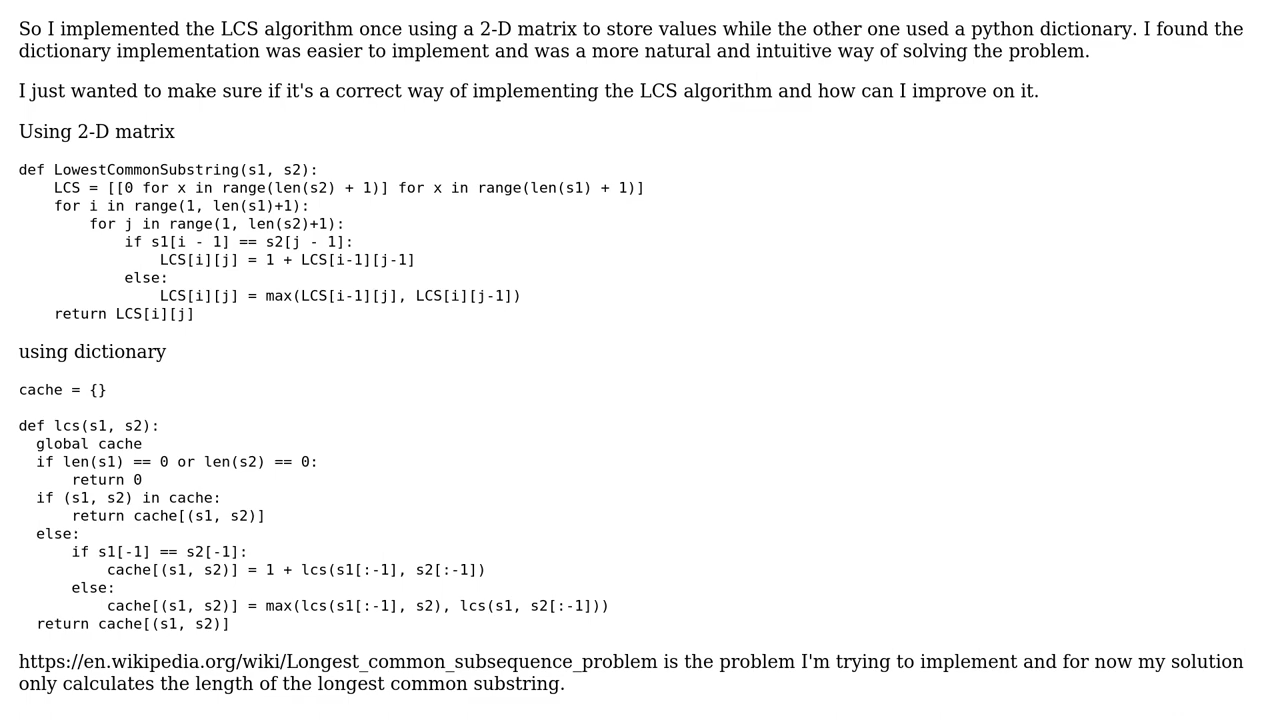 So I implemented the LCS algorithm once using a 2-D matrix to store values while the other one used a python dictionary. I found the
dictionary implementation was easier to implement and was a more natural and intuitive way of solving the problem.
I just wanted to make sure if it's a correct way of implementing the LCS algorithm and how can I improve on it.
Using 2-D matrix
def LowestCommonSubstring(s1, s2):
    LCS = [[0 for x in range(len(s2) + 1)] for x in range(len(s1) + 1)]
    for i in range(1, len(s1)+1):
        for j in range(1, len(s2)+1):
            if s1[i - 1] == s2[j - 1]:
                LCS[i][j] = 1 + LCS[i-1][j-1]
            else:
                LCS[i][j] = max(LCS[i-1][j], LCS[i][j-1])
    return LCS[i][j]
using dictionary
cache = {}
def lcs(s1, s2):
  global cache
  if len(s1) == 0 or len(s2) == 0:
      return 0
  if (s1, s2) in cache:
      return cache[(s1, s2)]
  else:
      if s1[-1] == s2[-1]:
          cache[(s1, s2)] = 1 + lcs(s1[:-1], s2[:-1])
      else:
          cache[(s1, s2)] = max(lcs(s1[:-1], s2), lcs(s1, s2[:-1]))
  return cache[(s1, s2)]
https://en.wikipedia.org/wiki/Longest_common_subsequence_problem is the problem I'm trying to implement and for now my solution
only calculates the length of the longest common substring.